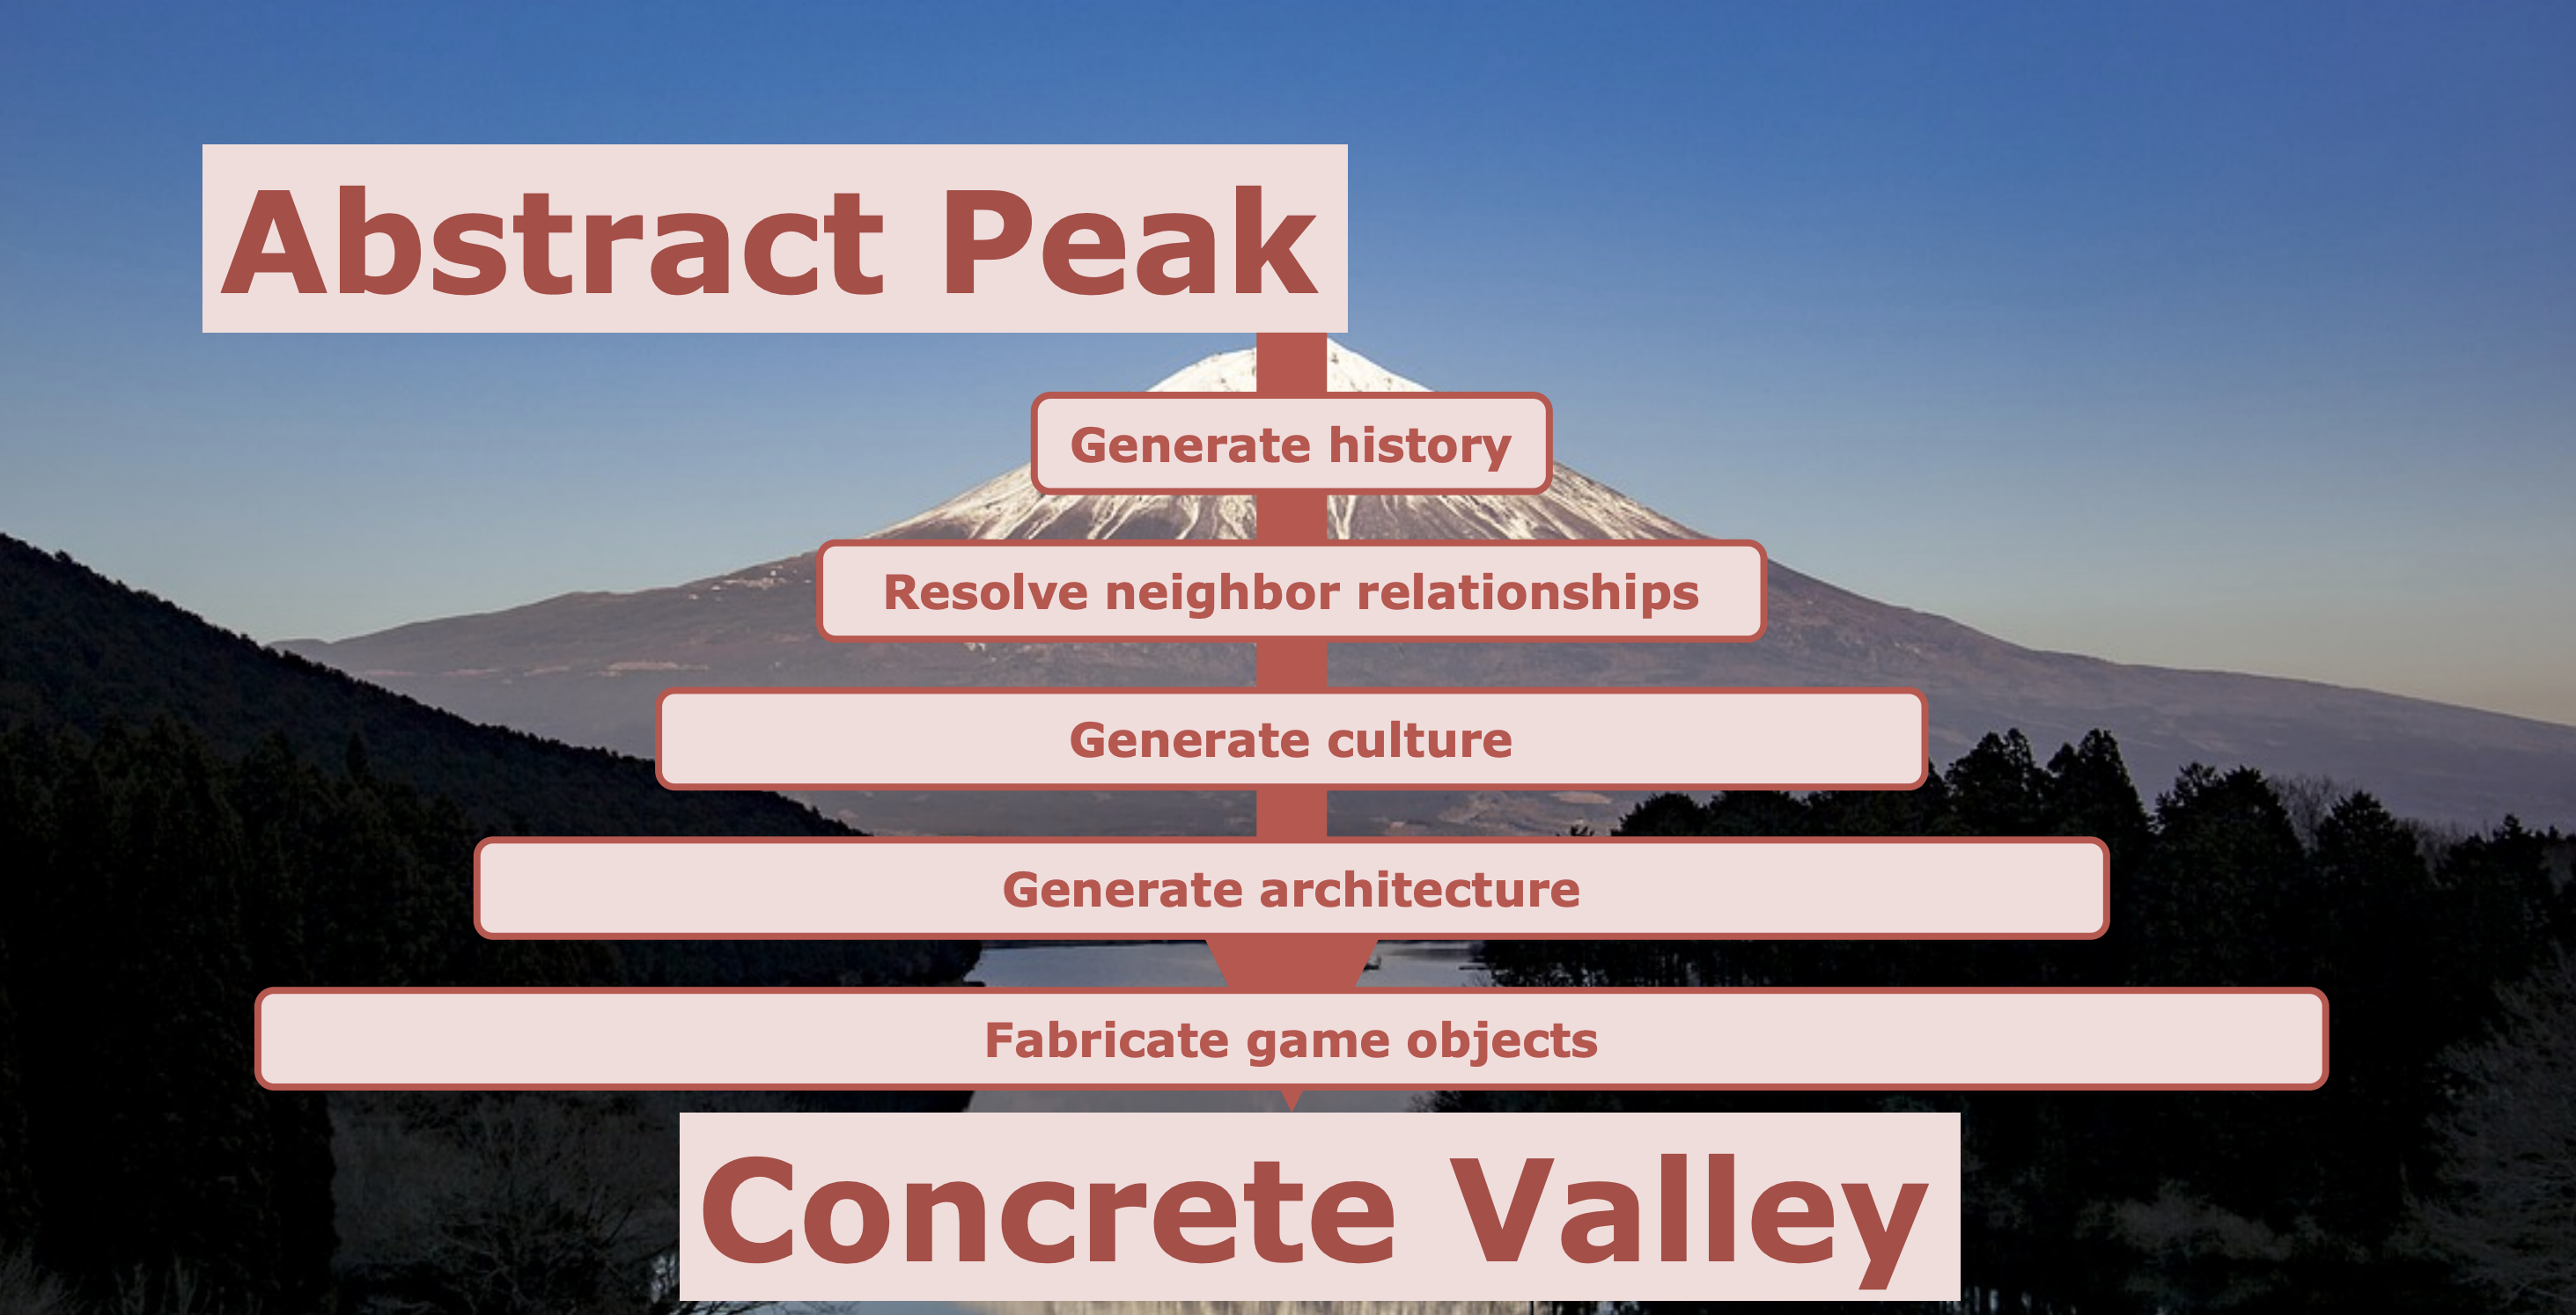 Abstract Peak
Generate history
Resolve neighbor relationships
Generate culture
Generate architecture
Fabricate game objects
Concrete Valley